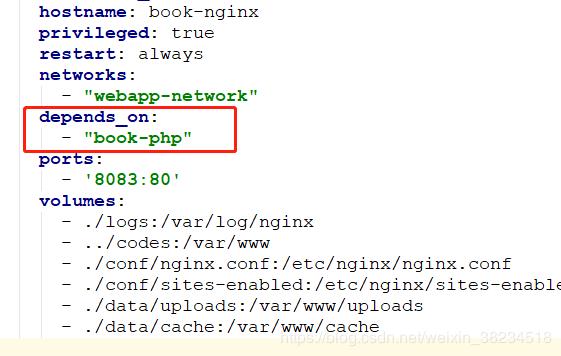 hostname: book-nginx
privileged: true
restart: always
networks:
- "webapp-network"
depends_on:
- "book-php"
ports:
- '8083:80'
volumes:
- ./logs:/var/log/nginx
- ../codes:/var/www
- ./conf/nginx.conf:/etc/nginx/nginx.conf
- ./conf/sites-enabled:/etc/nginx/sites-enable
- ./data/uploads:/var/www/uploads
- ./data/cache:/var/www/cache
https://blog.csdn.net/weixin_38234518